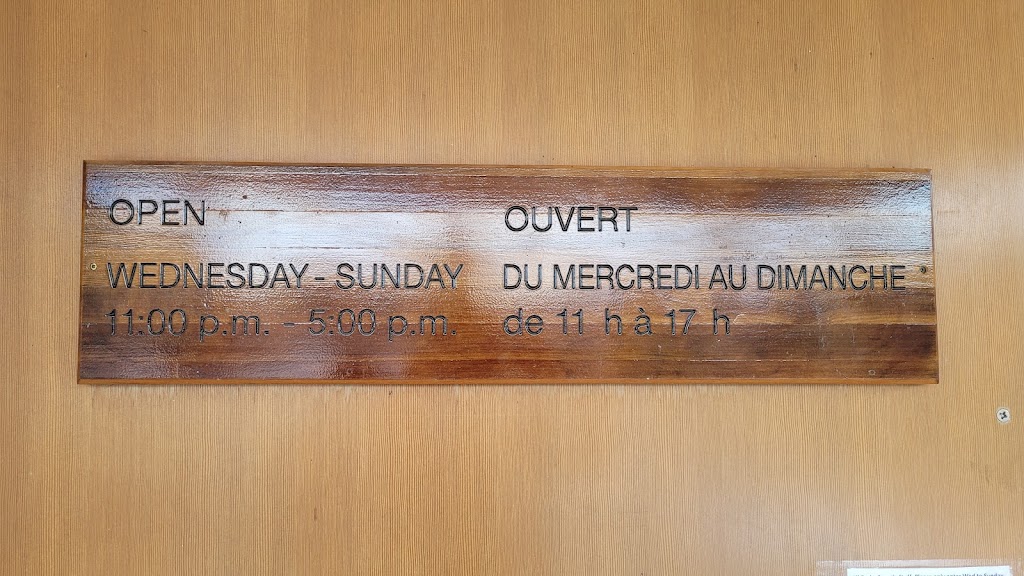 OPEN
WEDNESDAY - SUNDAY
11:00 p.m. - 5:00 p.m.
OUVERT
DU MERCREDI AU DIMANCHE
de 11 h à 17 h